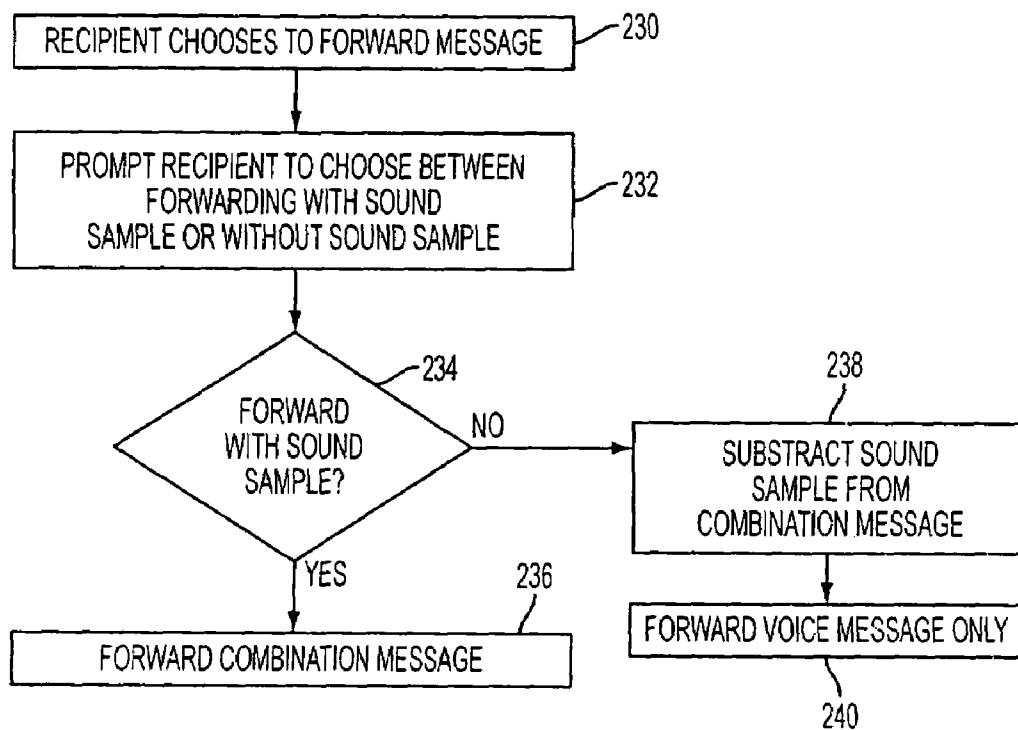 RECIPIENT CHOOSES TO FORWARD MESSAGE
230
PROMPT RECIPIENT TO CHOOSE BETWEEN
FORWARDING WITH SOUND
SAMPLE OR WITHOUT SOUND SAMPLE
232
234
FORWARD
WITH SOUND
SAMPLE?
NO
YES
238
SUBSTRACT SOUND
SAMPLE FROM
COMBINATION MESSAGE
236
FORWARD COMBINATION MESSAGE
FORWARD VOICE MESSAGE ONLY
240